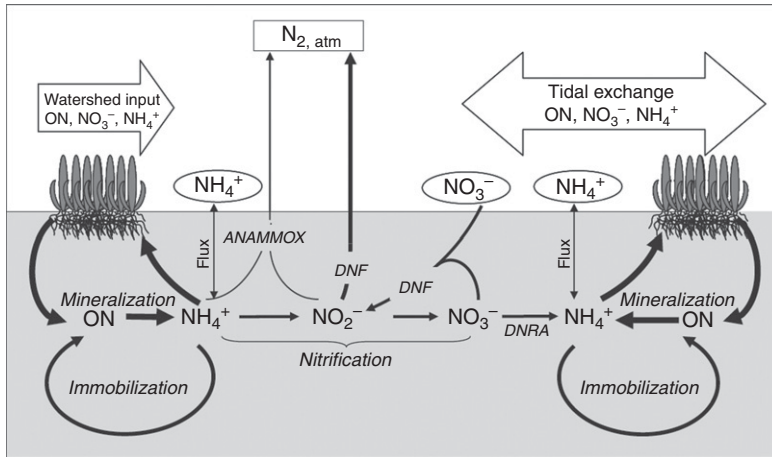 N₂, atm
Watershed input
ON, NO₃⁻, NH₄⁺
Tidal exchange
ON, NO₃⁻, NH₄⁺
NH₄⁺
NO₃⁻
NH₄⁺
Flux
ANAMMOX
DNF
DNF
Flux
Mineralization
ON
NH₄⁺
NO₂⁻
NO₃⁻
DNRA
NH₄⁺
Mineralization
ON
Nitrification
Immobilization
Immobilization